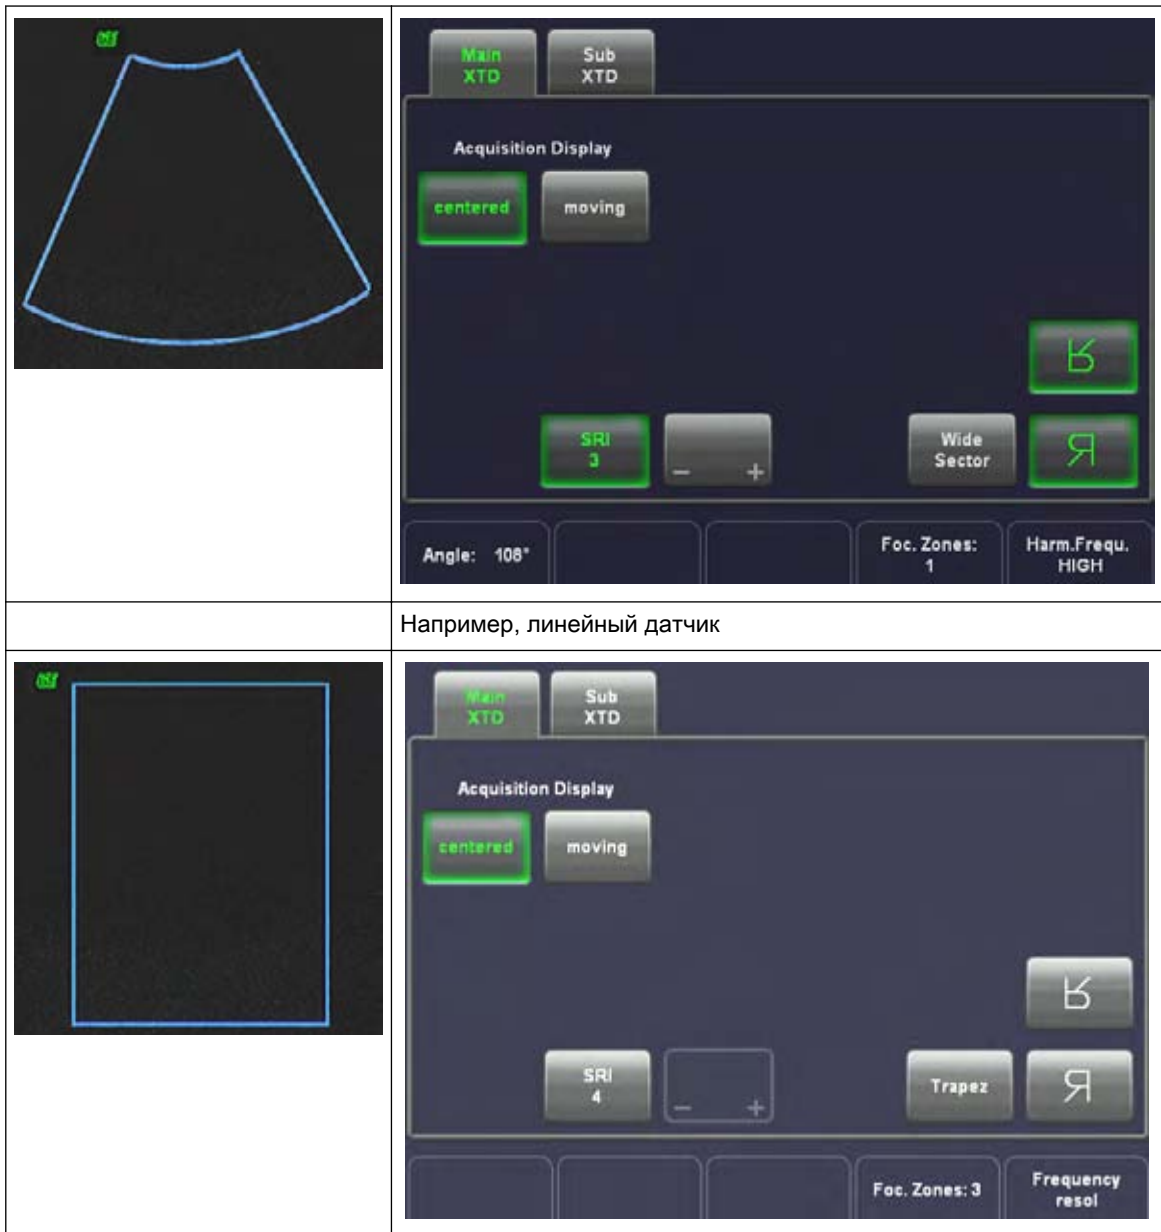 Main
XTD
Sub
XTD
Acquisition Display
centered
moving
R
SRI
3
- +
Wide
Sector
Я
Angle: 108°
Foc. Zones:
1
Harm.Frequ.
HIGH
Например, линейный датчик
Main
XTD
Sub
XTD
Acquisition Display
centered
moving
R
SRI
4
- +
Trapez
Я
Foc. Zones: 3
Frequency
resol